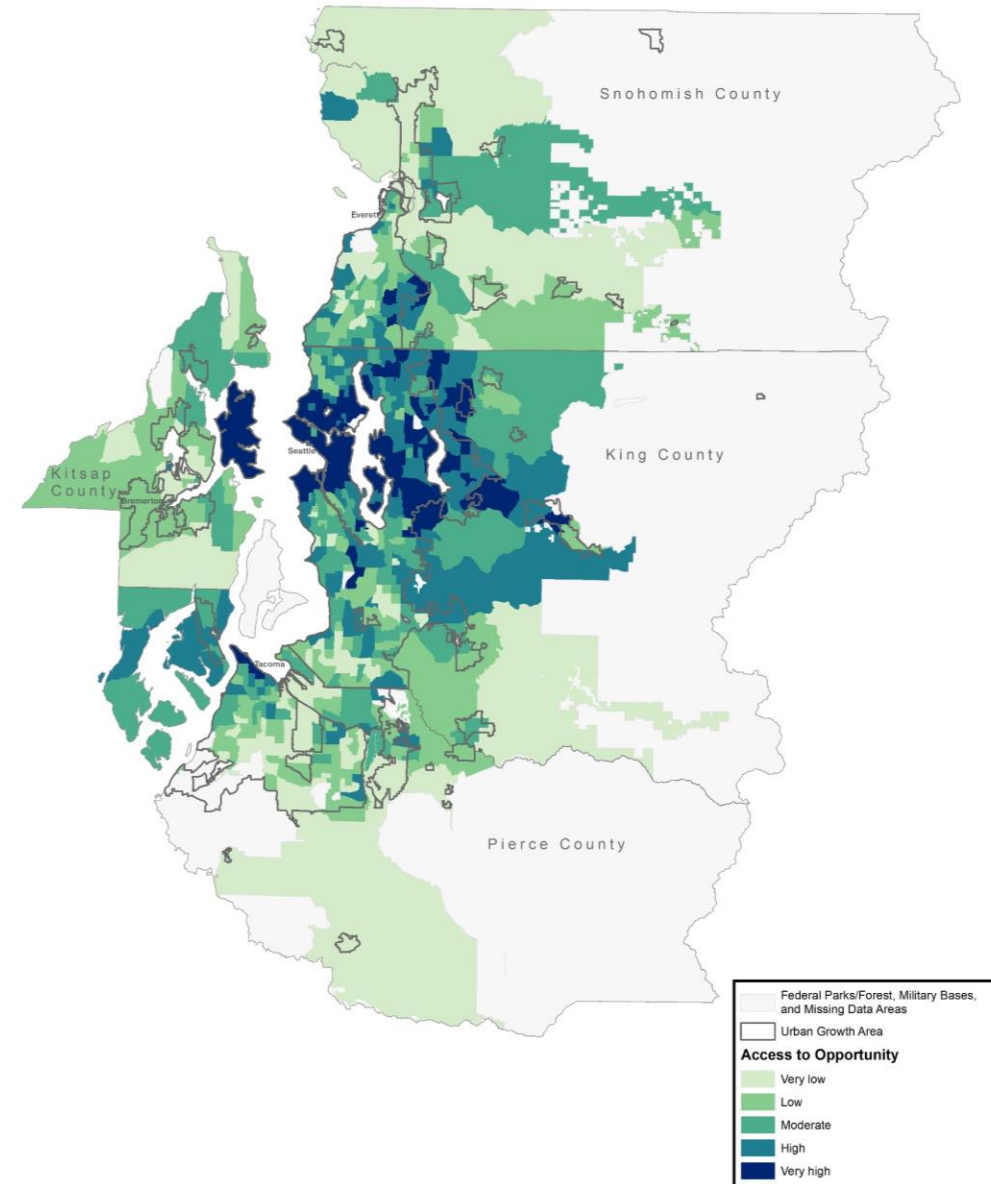 Snohomish County
Everett
Seattle
King County
Kitsap
County
Bremerton
Tacoma
Pierce County
Federal Parks/Forest, Military Bases,
and Missing Data Areas
Urban Growth Area
Access to Opportunity
Very low
Low
Moderate
High
Very high